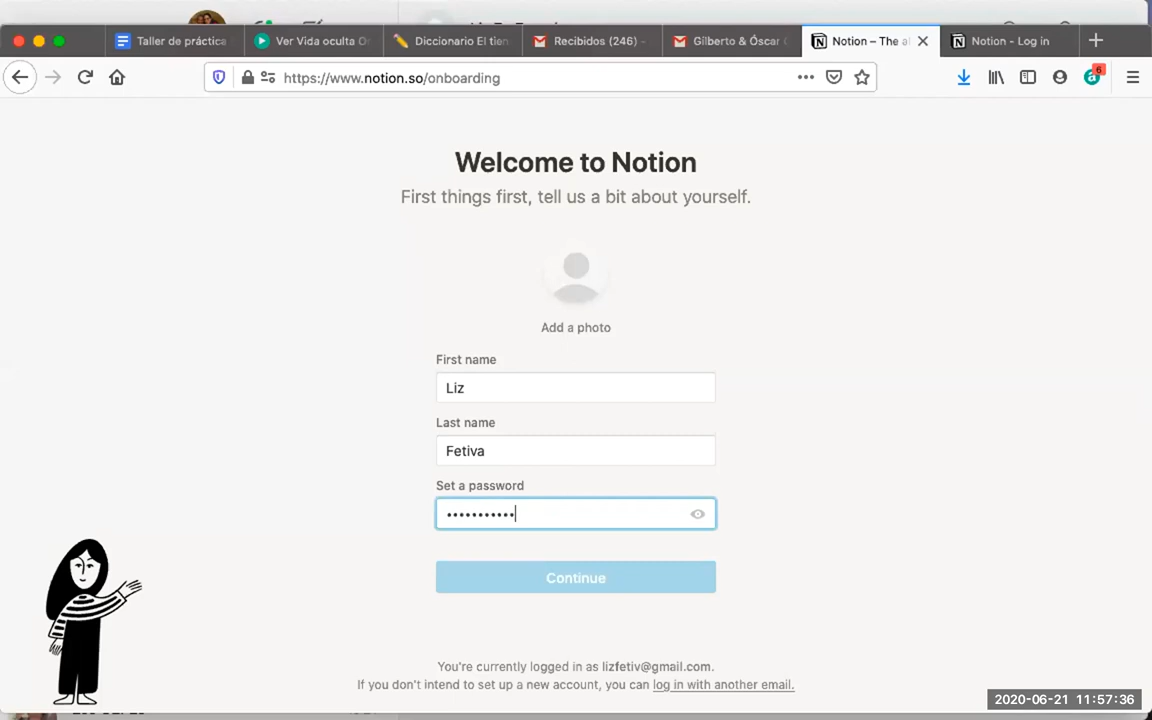 Taller de práctica
Ver Vida oculta O
Diccionario El tien
Recibidos (246) -
Gilberto & Óscar
Notion – The a
Notion - Log in
https://www.notion.so/onboarding
6
Welcome to Notion
First things first, tell us a bit about yourself.
Add a photo
First name
Liz
Last name
Fetiva
Set a password
•••••••••••
Continue
You're currently logged in as lizfetiv@gmail.com.
If you don't intend to set up a new account, you can log in with another email.
2020-06-21 11:57:36